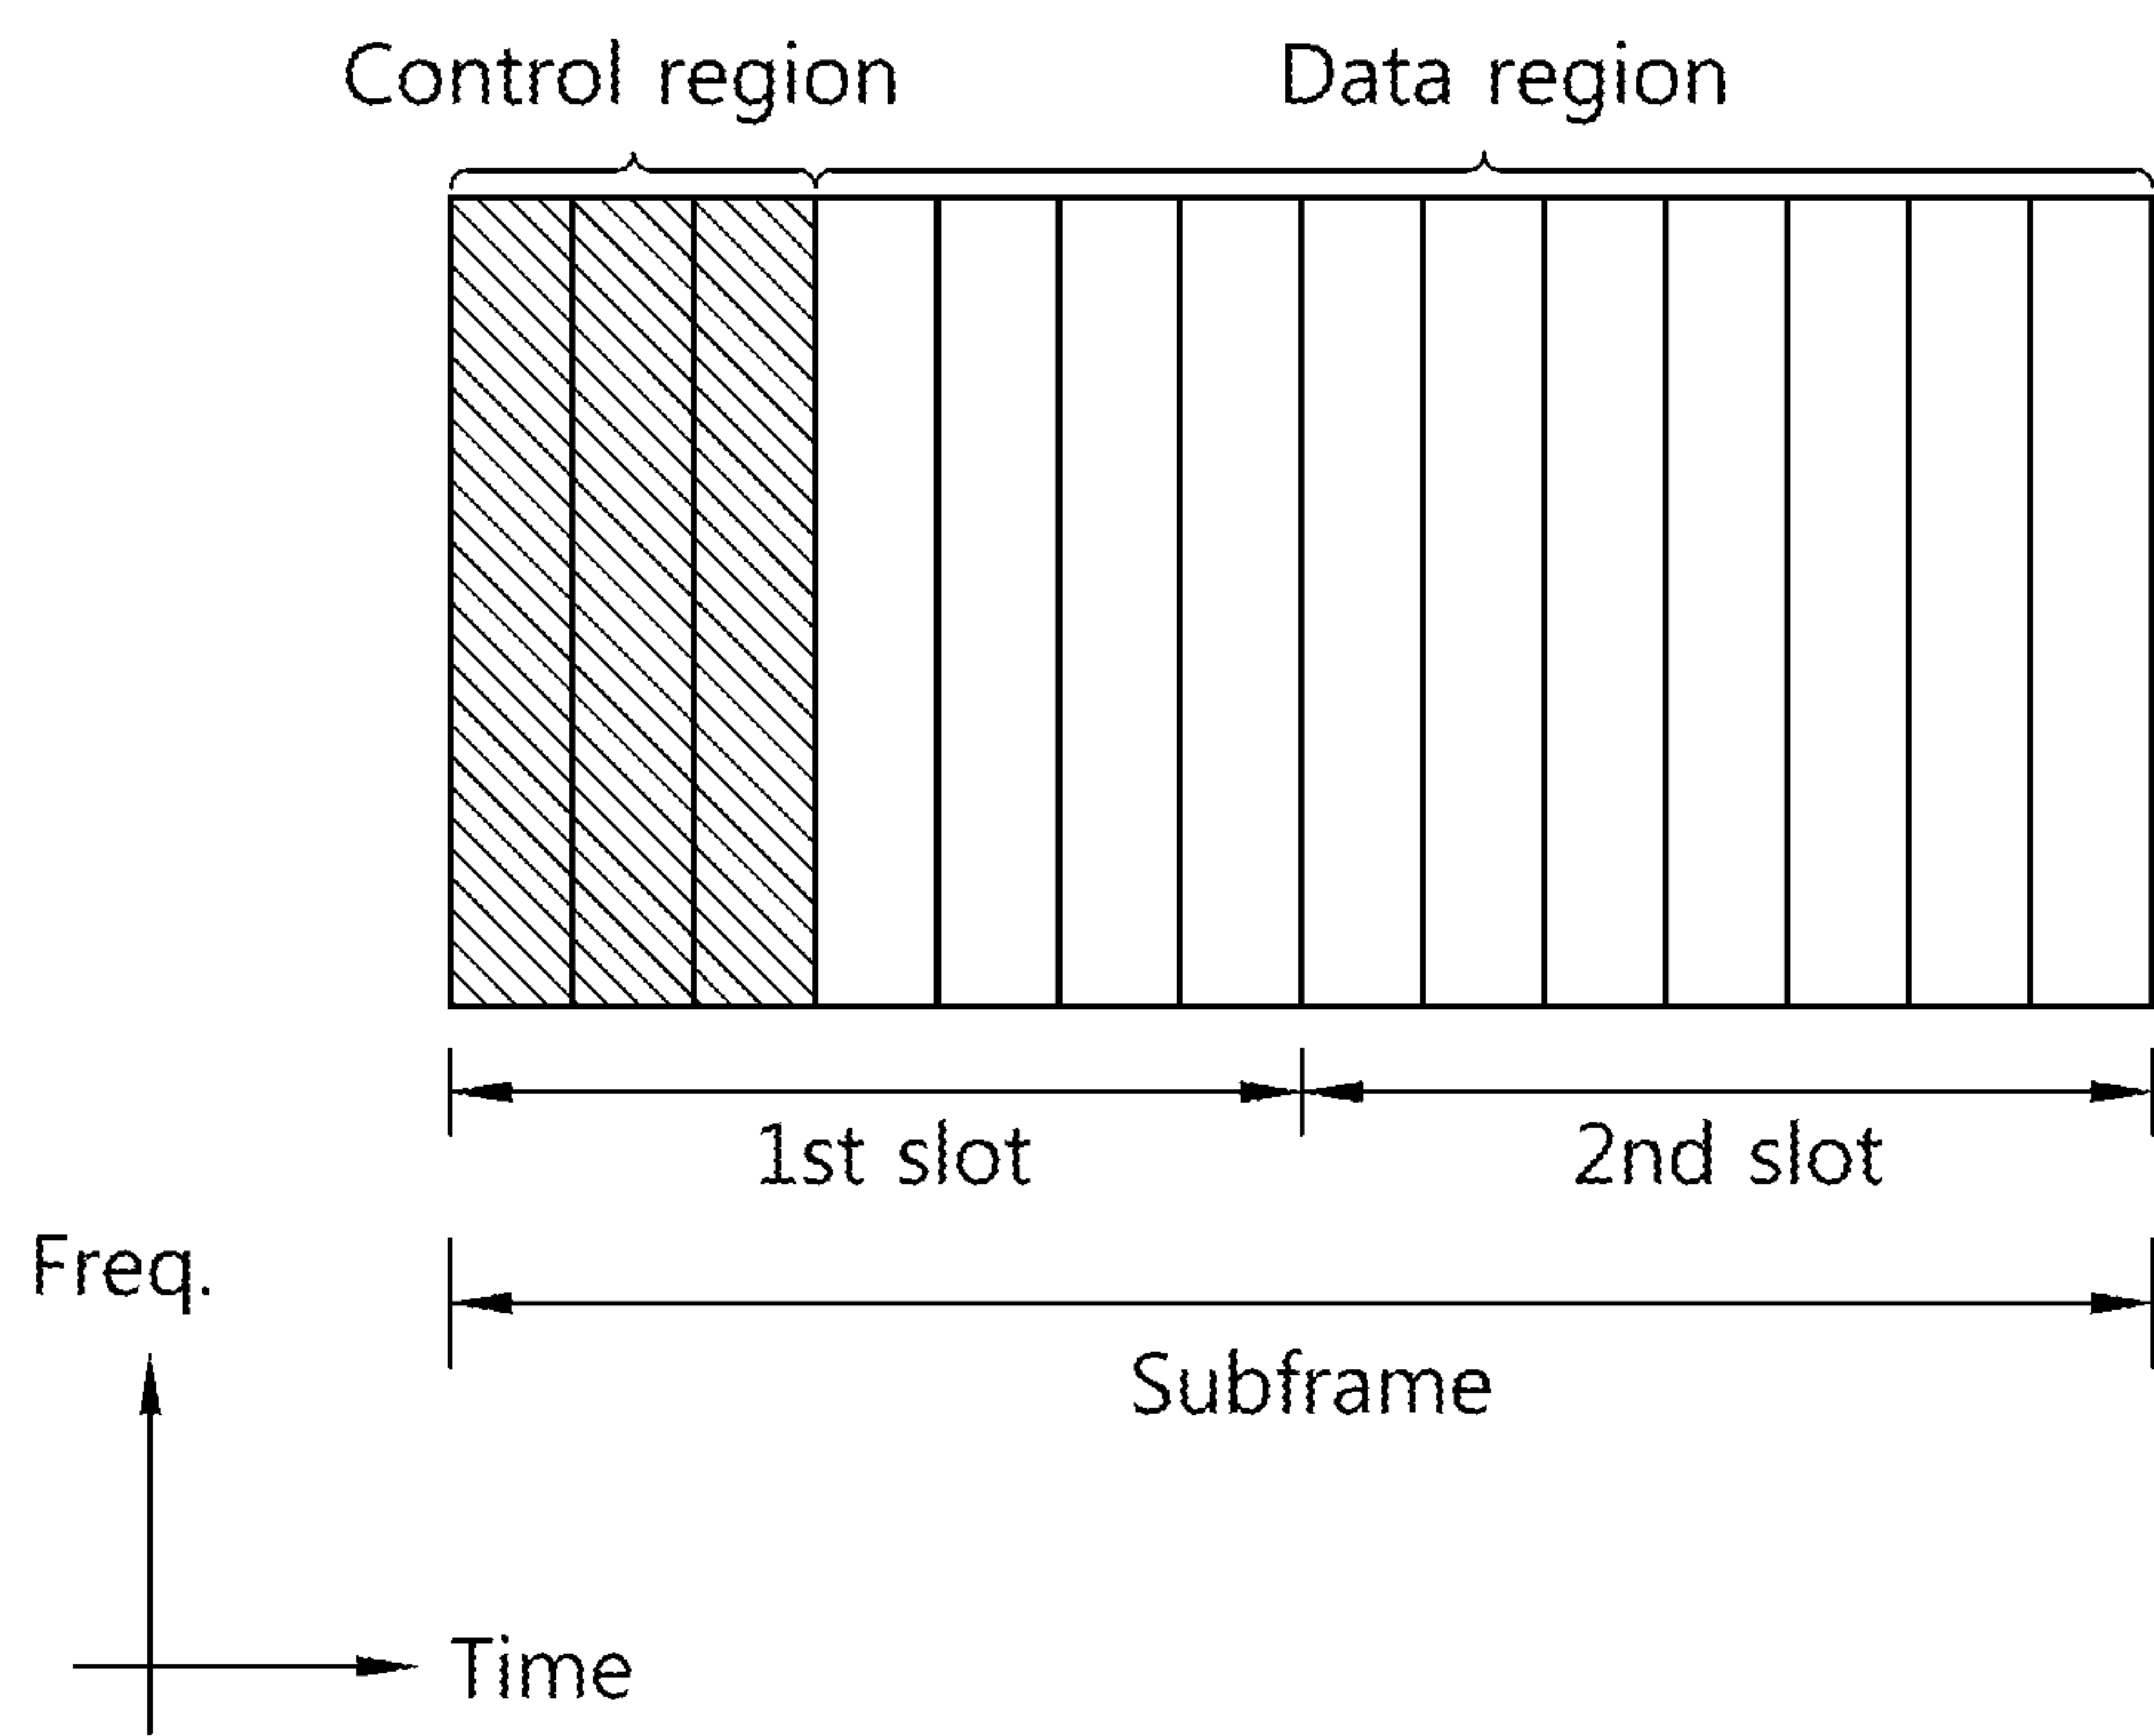 Control region
Data region
1st slot
2nd slot
Freq.
Subframe
Time